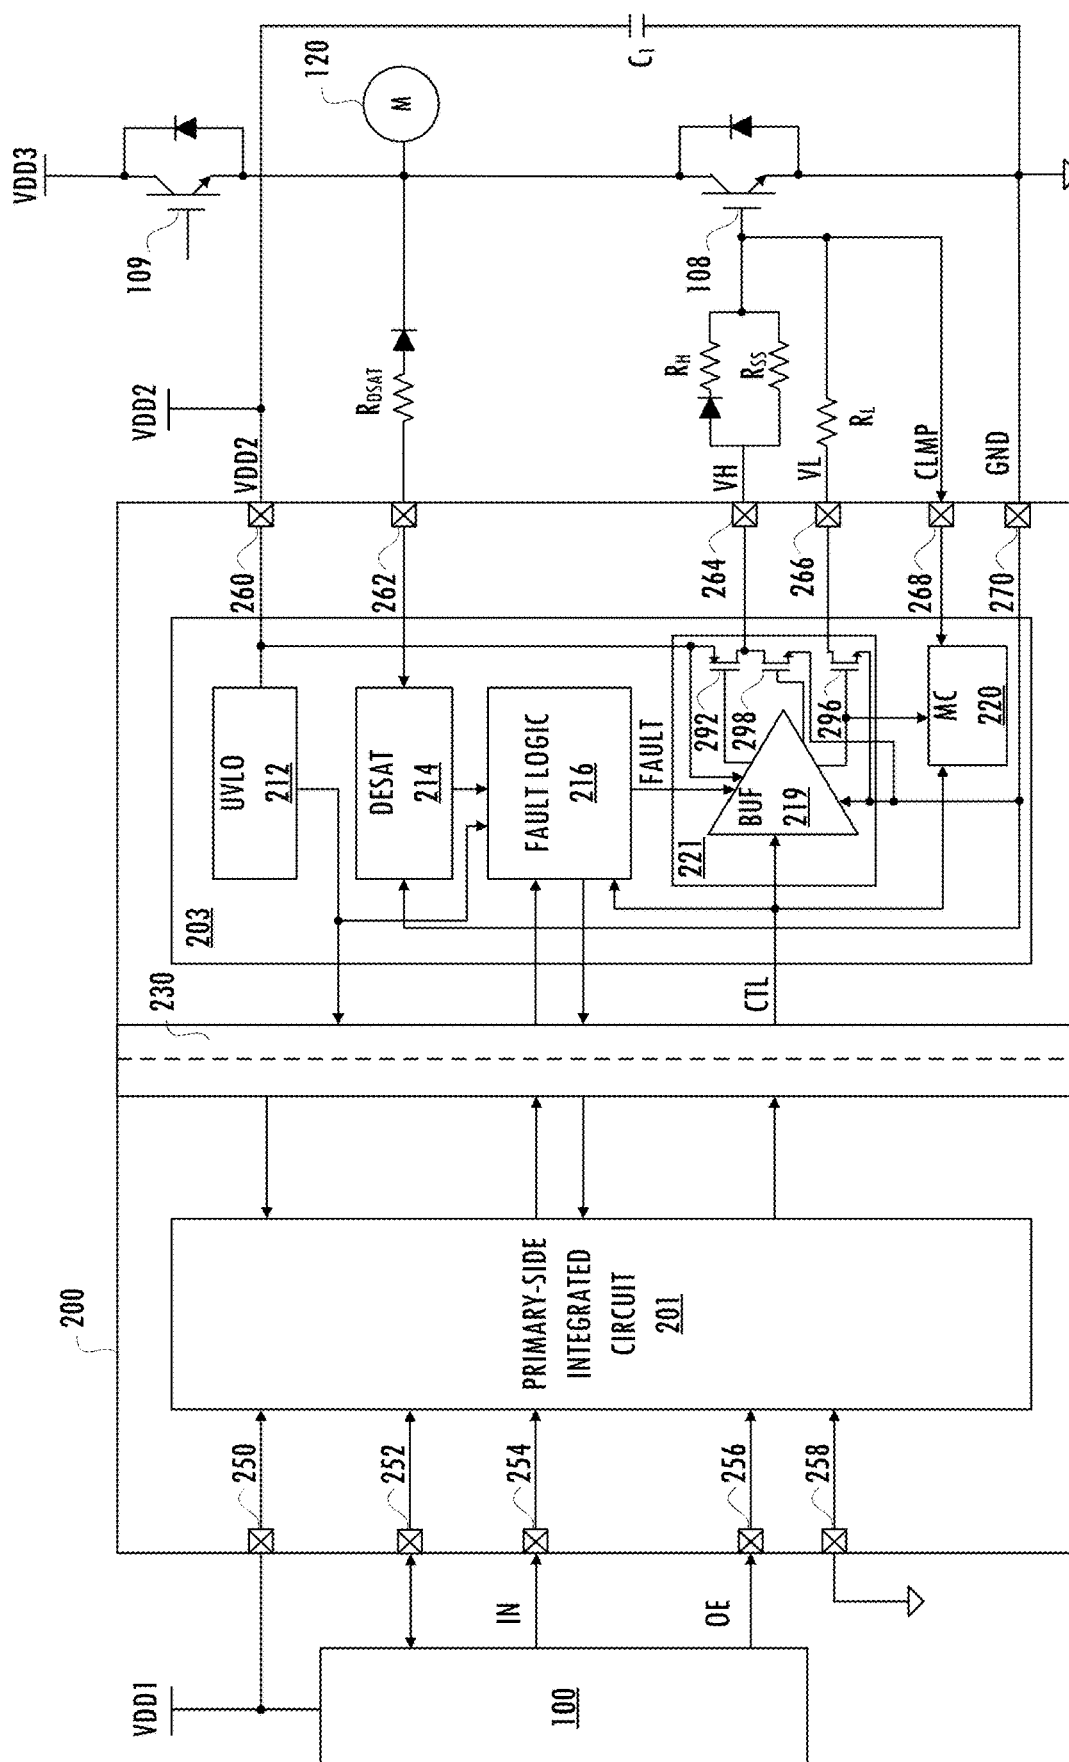 VDD1
100
IN
OE
200
250
252
254
256
258
PRIMARY-SIDE
INTEGRATED
CIRCUIT
201
230
CTL
203
UVLO
212
DESAT
214
FAULT LOGIC
216
FAULT
221
BUF
219
292
298
296
MC
220
260
262
264
266
268
270
VDD2
VDD2
RDSAT
VH
RH
RSS
VL
RL
CLMP
GND
VDD3
109
108
120
M
C1